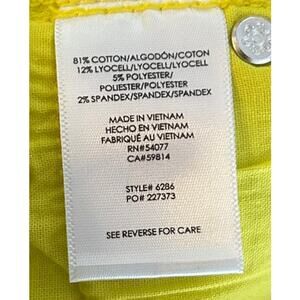 81% COTTON/ALGODÓN/COTON
12% LYOCELL/LYOCELL/LYOCELL
5% POLYESTER/
POLIESTER/POLYESTER
2% SPANDEX/SPANDEX/SPANDEX
MADE IN VIETNAM
HECHO EN VIETNAM
FABRIQUÉ AU VIETNAM
RN#54077
CA#59814
STYLE# 6286
PO# 227373
SEE REVERSE FOR CARE